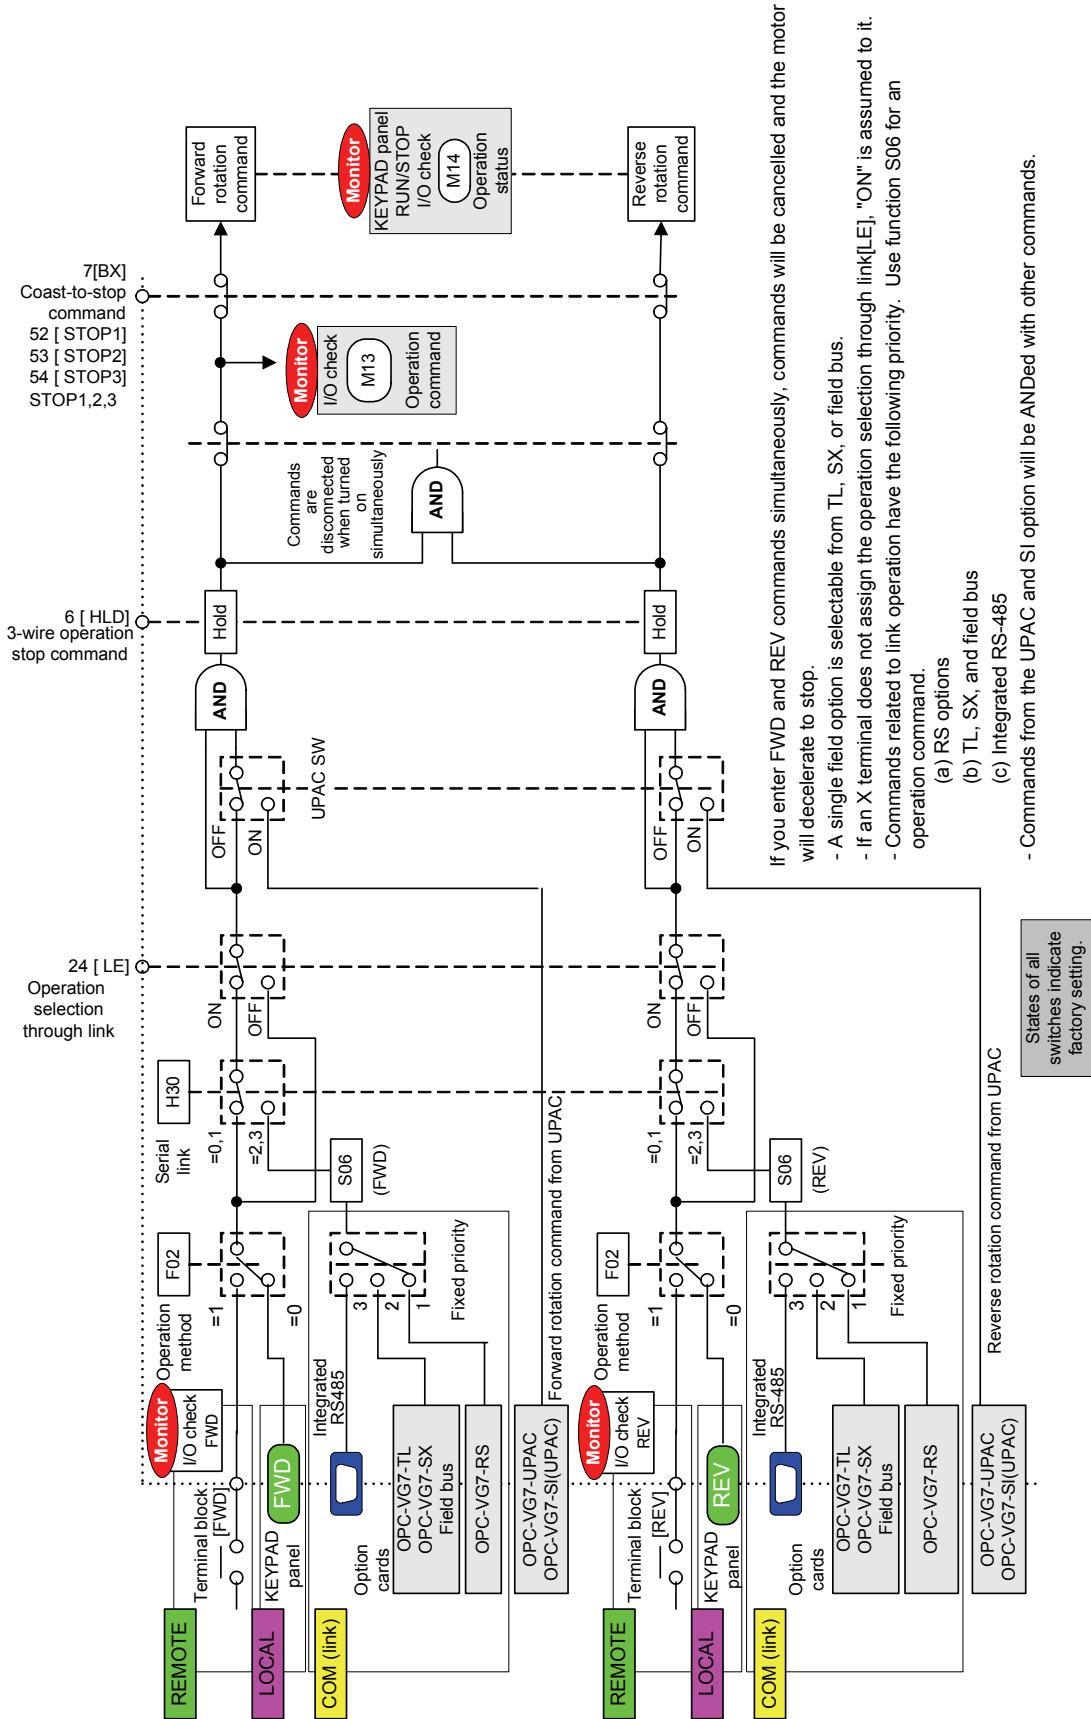 7[BX]
Coast-to-stop
command
52 [ STOP1]
53 [ STOP2]
54 [ STOP3]
STOP1,2,3
6 [ HLD]
3-wire operation
stop command
24 [ LE]
Operation
selection
through link
REMOTE
Monitor
I/O check
FWD
Terminal block
[FWD]
LOCAL
KEYPAD
panel
FWD
COM (link)
Integrated
RS-485
Option
cards
OPC-VG7-TL
OPC-VG7-SX
Field bus
OPC-VG7-RS
OPC-VG7-UPAC
OPC-VG7-SI(UPAC)
Operation
method
F02
=1
=0
3
2
1
Fixed priority
Forward rotation command from UPAC
Serial
link
H30
=0,1
=2,3
S06
(FWD)
ON
OFF
OFF
ON
UPAC SW
AND
Hold
Commands
are
disconnected
when turned
on
simultaneously
AND
Monitor
I/O check
M13
Operation
command
Forward
rotation
command
Monitor
KEYPAD panel
RUN/STOP
I/O check
M14
Operation
status
Reverse
rotation
command
REMOTE
Monitor
I/O check
REV
Terminal block
[REV]
LOCAL
KEYPAD
panel
REV
COM (link)
Integrated
RS-485
Option
cards
OPC-VG7-TL
OPC-VG7-SX
Field bus
OPC-VG7-RS
OPC-VG7-UPAC
OPC-VG7-SI(UPAC)
Operation
method
F02
=1
=0
3
2
1
Fixed priority
Reverse rotation command from UPAC
=0,1
=2,3
S06
(REV)
ON
OFF
OFF
ON
AND
Hold
If you enter FWD and REV commands simultaneously, commands will be cancelled and the motor
will decelerate to stop.
- A single field option is selectable from TL, SX, or field bus.
- If an X terminal does not assign the operation selection through link[LE], "ON" is assumed to it.
- Commands related to link operation have the following priority. Use function S06 for an
operation command.
(a) RS options
(b) TL, SX, and field bus
(c) Integrated RS-485
- Commands from the UPAC and SI option will be ANDed with other commands.
States of all
switches indicate
factory setting.